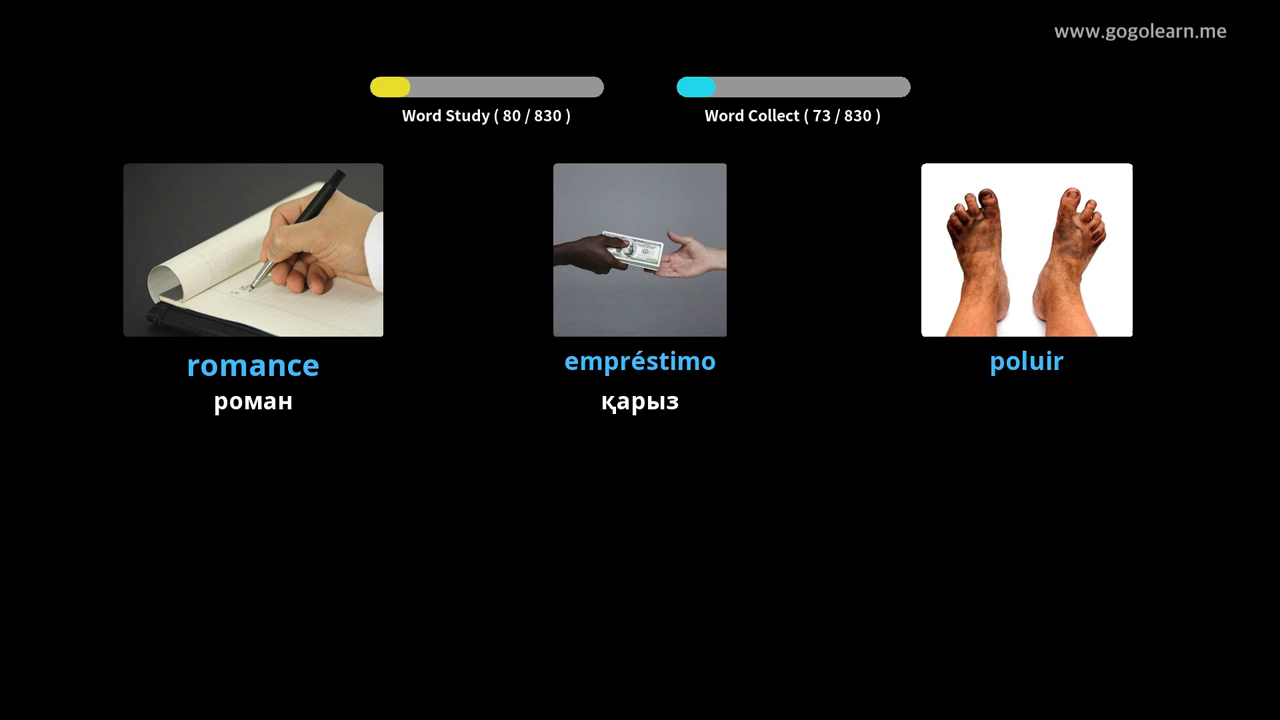 www.gogolearn.me
Word Study ( 80 / 830 )
Word Collect ( 73 / 830 )
romance
роман
empréstimo
қарыз
poluir